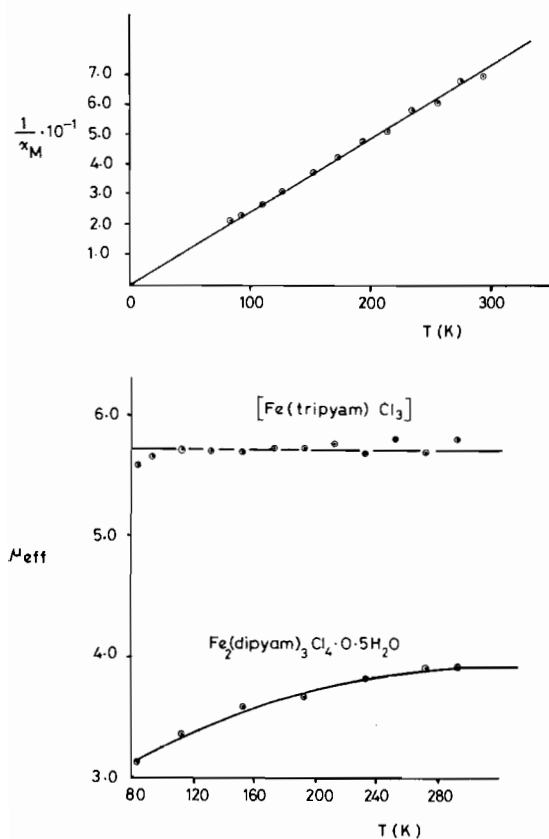 7.0
6.0
1/χM · 10⁻¹
5.0
4.0
3.0
2.0
1.0
0 100 200 300
T (K)
[Fe(tripyam) Cl₃]
6.0
5.0
μeff
Fe₂(dipyam)₃Cl₄·0·5H₂O
4.0
3.0
80 120 160 200 240 280
T(K)